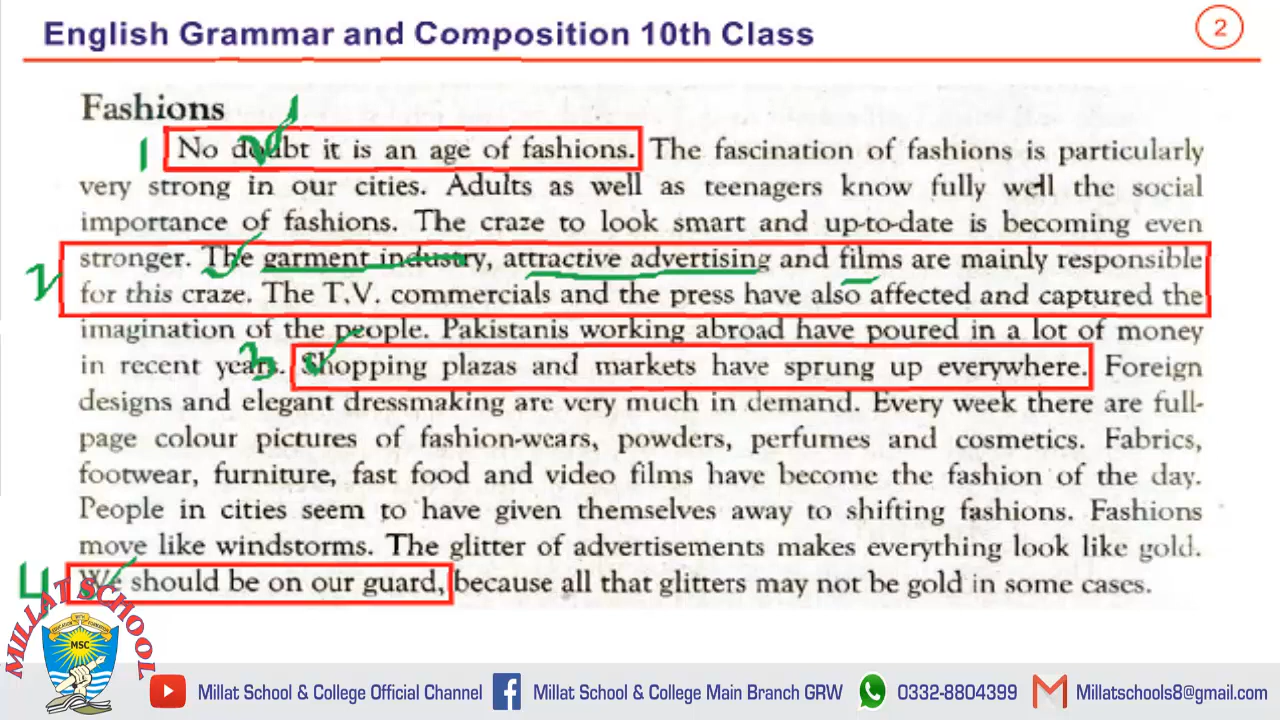 English Grammar and Composition 10th Class
2
Fashions
1 No doubt it is an age of fashions. The fascination of fashions is particularly
very strong in our cities. Adults as well as teenagers know fully well the social
importance of fashions. The craze to look smart and up-to-date is becoming even
stronger. The garment industry, attractive advertising and films are mainly responsible
2
for this craze. The T.V. commercials and the press have also affected and captured the
imagination of the people. Pakistanis working abroad have poured in a lot of money
in recent years. 3 Shopping plazas and markets have sprung up everywhere. Foreign
designs and elegant dressmaking are very much in demand. Every week there are full-
page colour pictures of fashion-wears, powders, perfumes and cosmetics. Fabrics,
footwear, furniture, fast food and video films have become the fashion of the day.
People in cities seem to have given themselves away to shifting fashions. Fashions
move like windstorms. The glitter of advertisements makes everything look like gold.
4 We should be on our guard, because all that glitters may not be gold in some cases.
MILLAT SCHOOL
MSC
Millat School & College Official Channel
Millat School & College Main Branch GRW
0332-8804399
Millatschools8@gmail.com